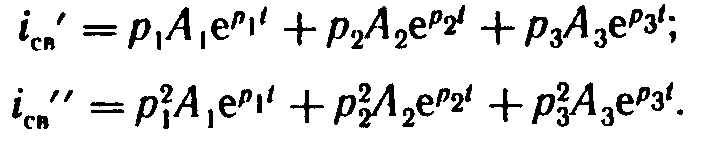 i_св′ = p₁A₁e^{p₁t} + p₂A₂e^{p₂t} + p₃A₃e^{p₃t};
i_св″ = p₁²A₁e^{p₁t} + p₂²A₂e^{p₂t} + p₃²A₃e^{p₃t}.